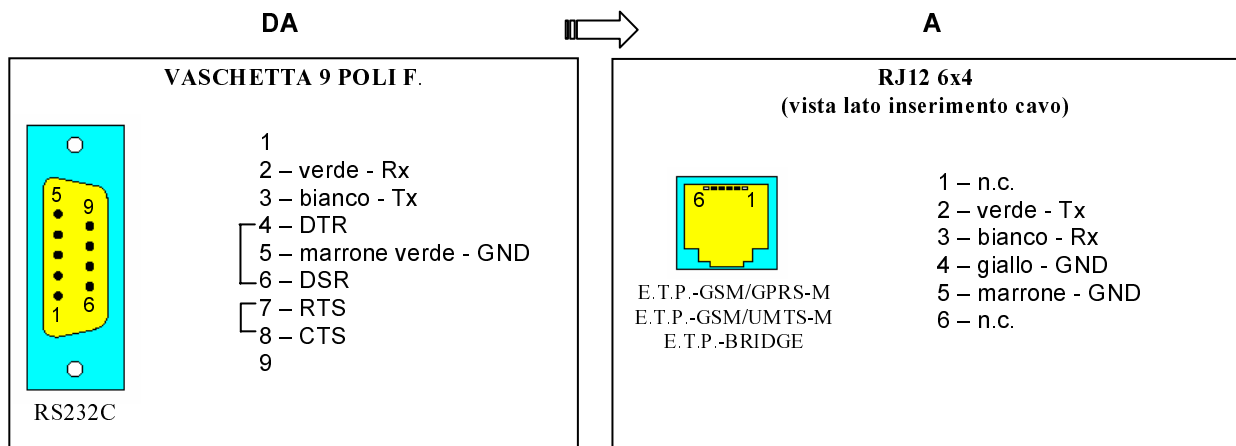 DA
A
VASCHETTA 9 POLI F.
1
2 – verde - Rx
3 – bianco - Tx
4 – DTR
5 – marrone verde - GND
6 – DSR
7 – RTS
8 – CTS
9
5
9
1
6
RS232C
RJ12 6x4
(vista lato inserimento cavo)
6
1
E.T.P.-GSM/GPRS-M
E.T.P.-GSM/UMTS-M
E.T.P.-BRIDGE
1 – n.c.
2 – verde - Tx
3 – bianco - Rx
4 – giallo - GND
5 – marrone - GND
6 – n.c.